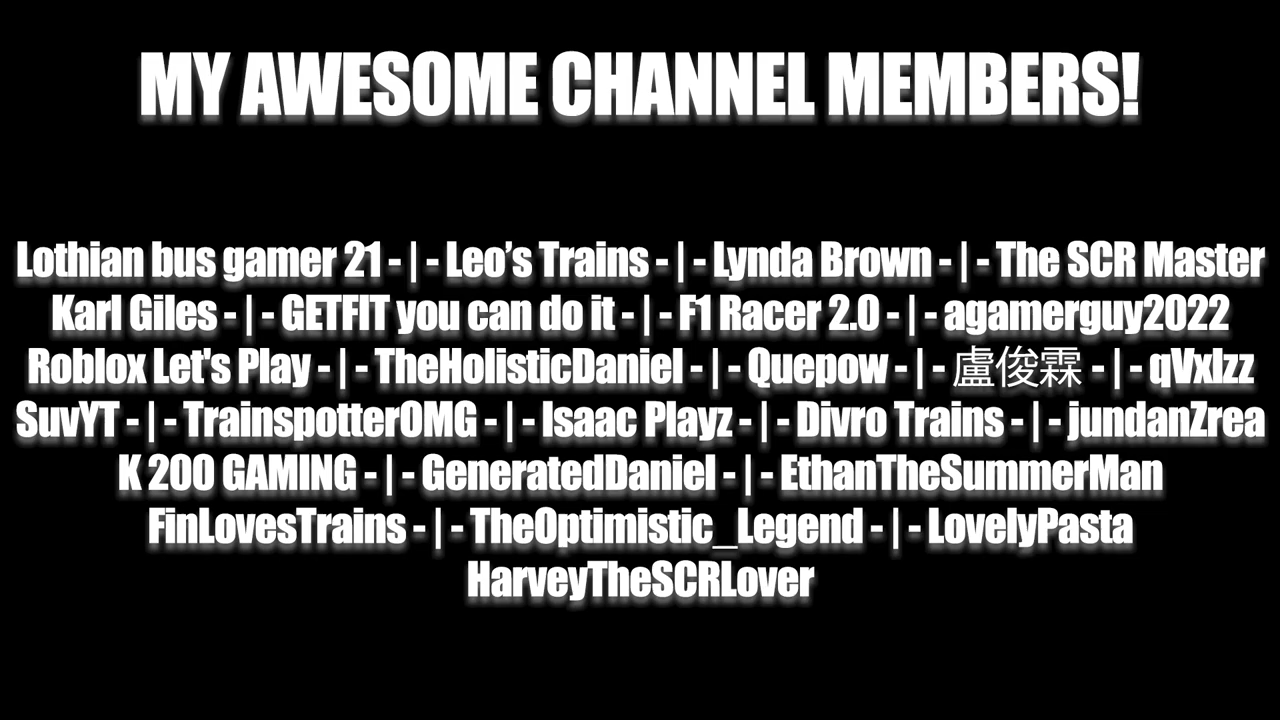 MY AWESOME CHANNEL MEMBERS!
Lothian bus gamer 21 - | - Leo’s Trains - | - Lynda Brown - | - The SCR Master
Karl Giles - | - GETFIT you can do it - | - F1 Racer 2.0 - | - agamerguy2022
Roblox Let's Play - | - TheHolisticDaniel - | - Quepow - | - 盧俊霖 - | - qVxIzz
SuvYT - | - TrainspotterOMG - | - Isaac Playz - | - Divro Trains - | - jundanZrea
K 200 GAMING - | - GeneratedDaniel - | - EthanTheSummerMan
FinLovesTrains - | - TheOptimistic_Legend - | - LovelyPasta
HarveyTheSCRLover